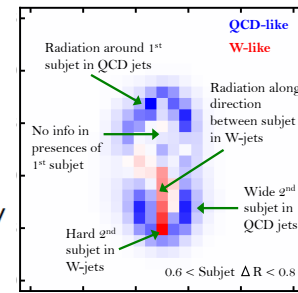 QCD-like
W-like
Radiation around 1st
subjet in QCD jets
Radiation along
direction
between subjet
in W-jets
No info in
presences of
1st subjet
Wide 2nd
subjet in
QCD jets
Hard 2nd
subjet in
W-jets
0.6 < Subjet Δ R < 0.8